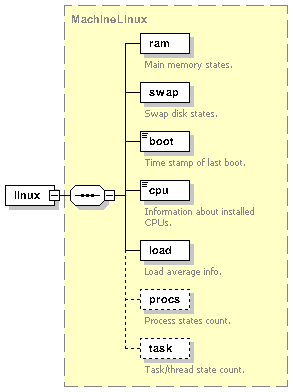 MachineLinux
ram
Main memory states.
swap
Swap disk states.
boot
Time stamp of last boot.
linux
cpu
Information about installed
CPUs.
load
Load average info.
procs
Process states count.
task
Task/thread state count.